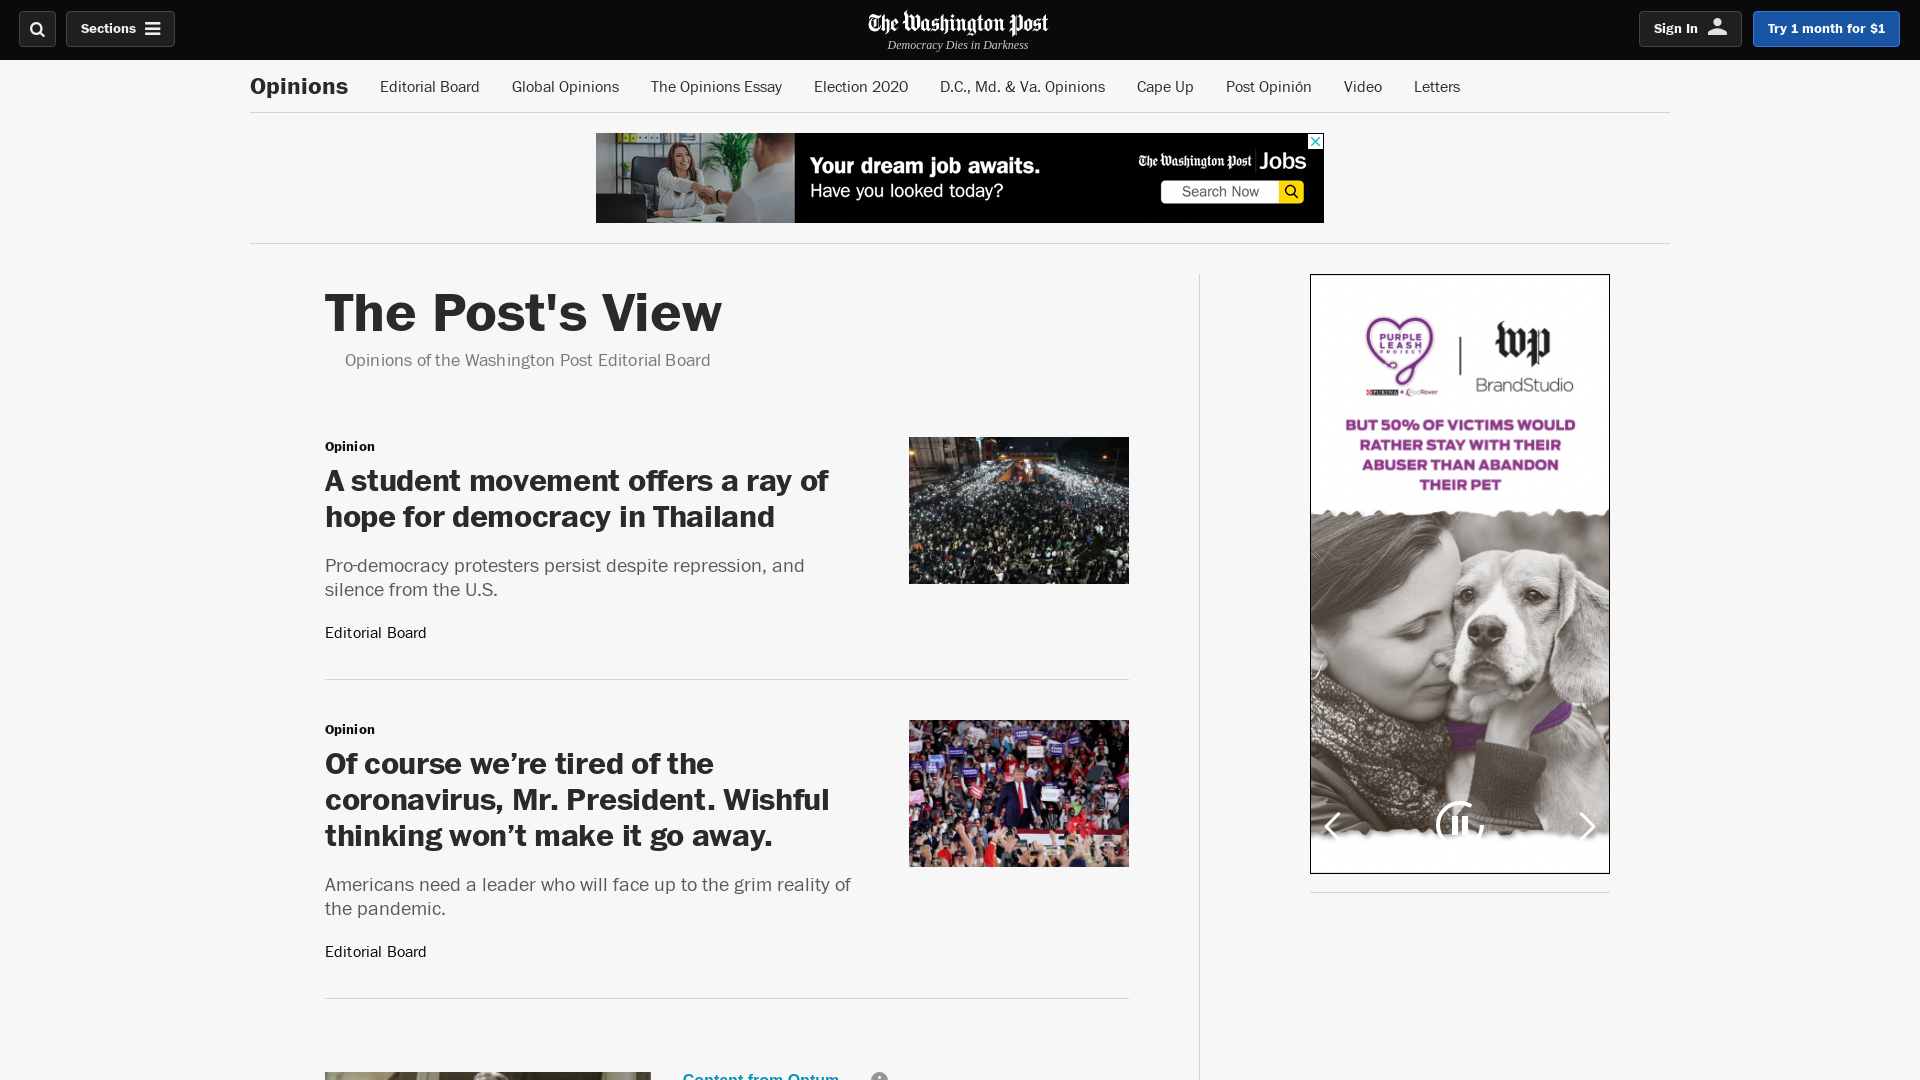 Sections
The Washington Post
Democracy Dies in Darkness
Sign In
Try 1 month for $1
Opinions
Editorial Board
Global Opinions
The Opinions Essay
Election 2020
D.C., Md. & Va. Opinions
Cape Up
Post Opinión
Video
Letters
Your dream job awaits.
Have you looked today?
The Washington Post Jobs
Search Now
The Post's View
Opinions of the Washington Post Editorial Board
Opinion
A student movement offers a ray of
hope for democracy in Thailand
Pro-democracy protesters persist despite repression, and
silence from the U.S.
Editorial Board
Opinion
Of course we’re tired of the
coronavirus, Mr. President. Wishful
thinking won’t make it go away.
Americans need a leader who will face up to the grim reality of
the pandemic.
Editorial Board
Content from Optum
PURPLE
LEASH
PROJECT
PURINA + RedRover
wp
BrandStudio
BUT 50% OF VICTIMS WOULD
RATHER STAY WITH THEIR
ABUSER THAN ABANDON
THEIR PET